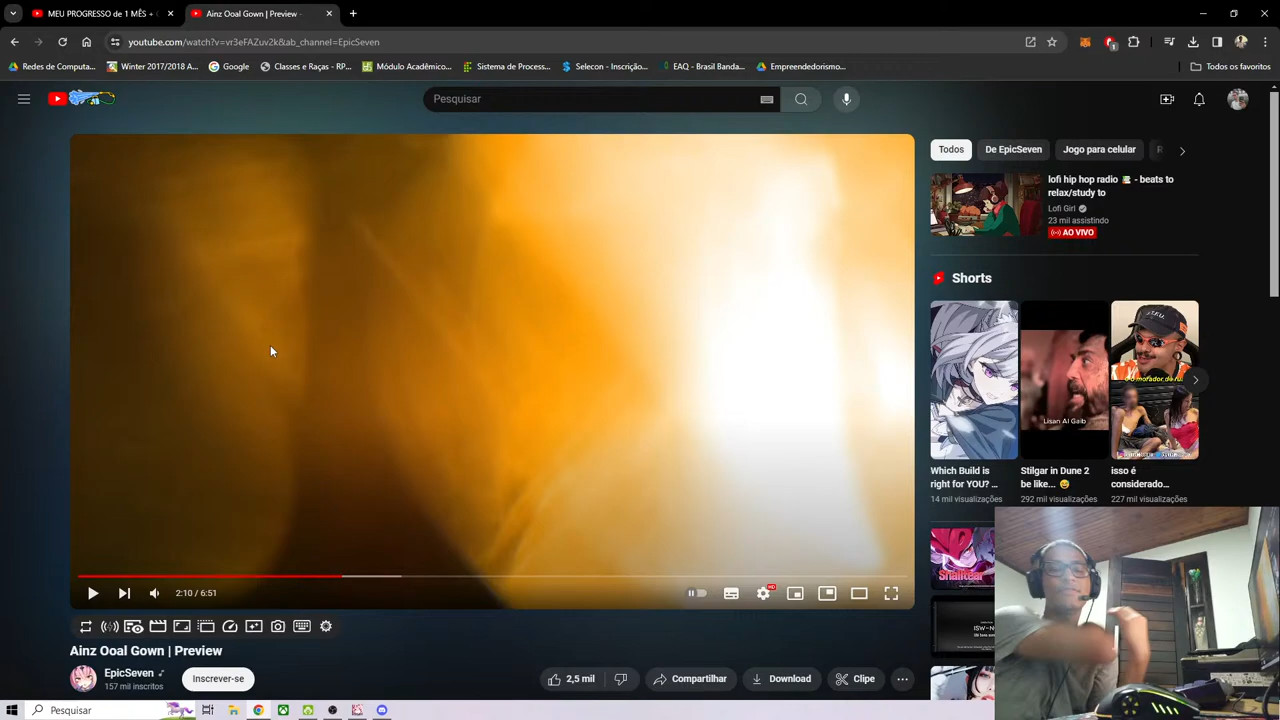 MEU PROGRESSO de 1 MÊS +
Ainz Ooal Gown | Preview -
youtube.com/watch?v=vr3eFAZuv2k&ab_channel=EpicSeven
Redes de Computa...
Winter 2017/2018 A...
Google
Classes e Raças - RP...
Módulo Acadêmico...
Sistema de Proces...
Selecon - Inscrição...
EAQ - Brasil Banda...
Empreendedorismo...
Todos os favoritos
Pesquisar
Todos
De EpicSeven
Jogo para celular
lofi hip hop radio - beats to
relax/study to
Lofi Girl
23 mil assistindo
AO VIVO
Shorts
Lisan Al Gaib
Which Build is
right for YOU? ...
14 mil visualizações
Stilgar in Dune 2
be like...
292 mil visualizações
isso é
considerado...
227 mil visualizações
2:10 / 6:51
HD
Shalltear
Ainz Ooal Gown | Preview
EpicSeven
157 mil inscritos
Inscrever-se
2,5 mil
Compartilhar
Download
Clipe
Pesquisar